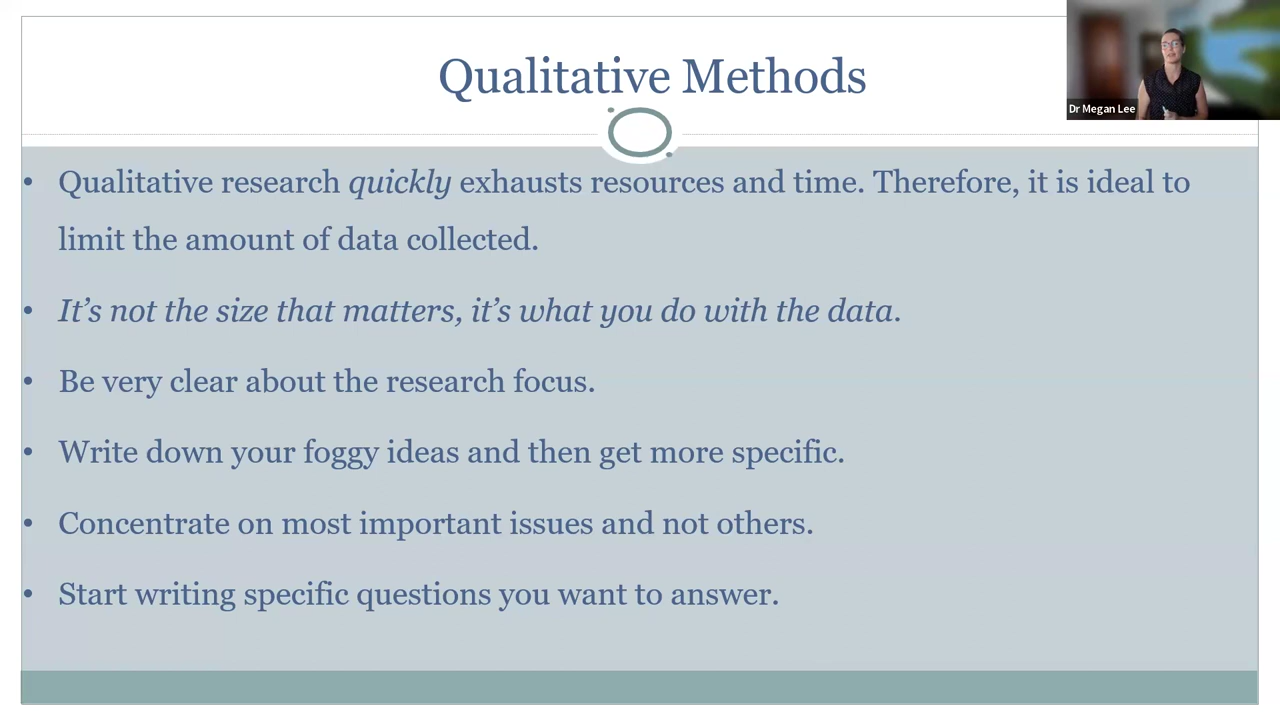 Qualitative Methods
Dr Megan Lee
• Qualitative research quickly exhausts resources and time. Therefore, it is ideal to
limit the amount of data collected.
• It’s not the size that matters, it’s what you do with the data.
• Be very clear about the research focus.
• Write down your foggy ideas and then get more specific.
• Concentrate on most important issues and not others.
• Start writing specific questions you want to answer.